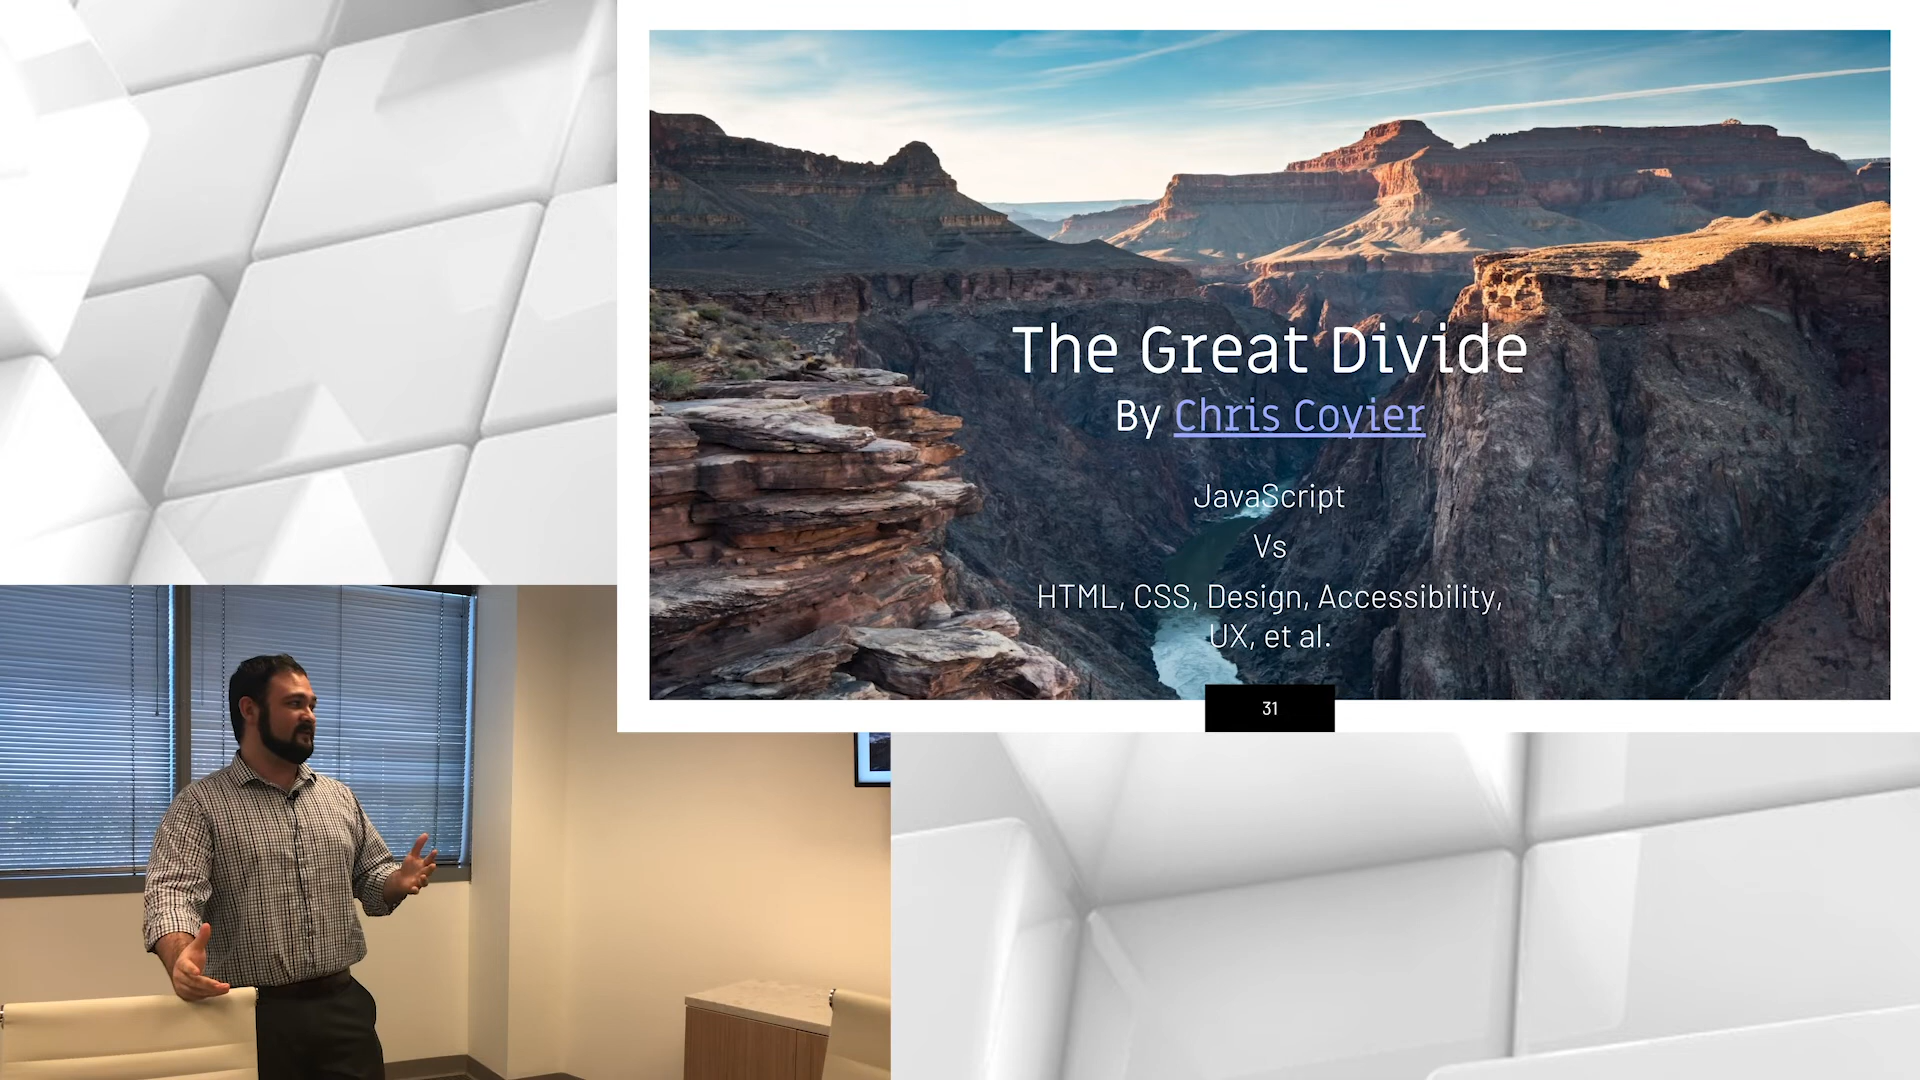 The Great Divide
By Chris Coyier
JavaScript
Vs
HTML, CSS, Design, Accessibility,
UX, et al.
31